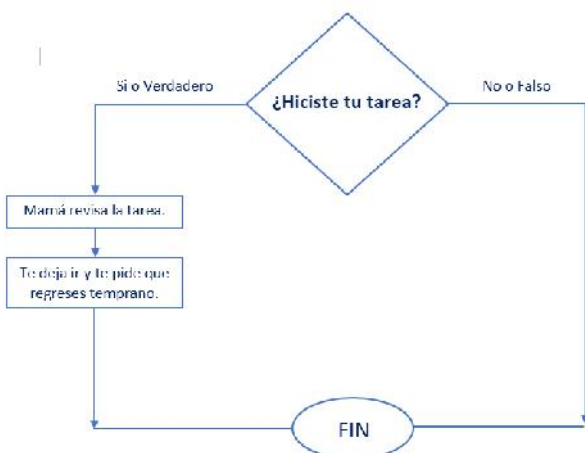 Si o Verdadero
¿Hiciste tu tarea?
No o Falso
Mamá revisa la tarea.
Te deja ir y te pide que
regreses temprano.
FIN